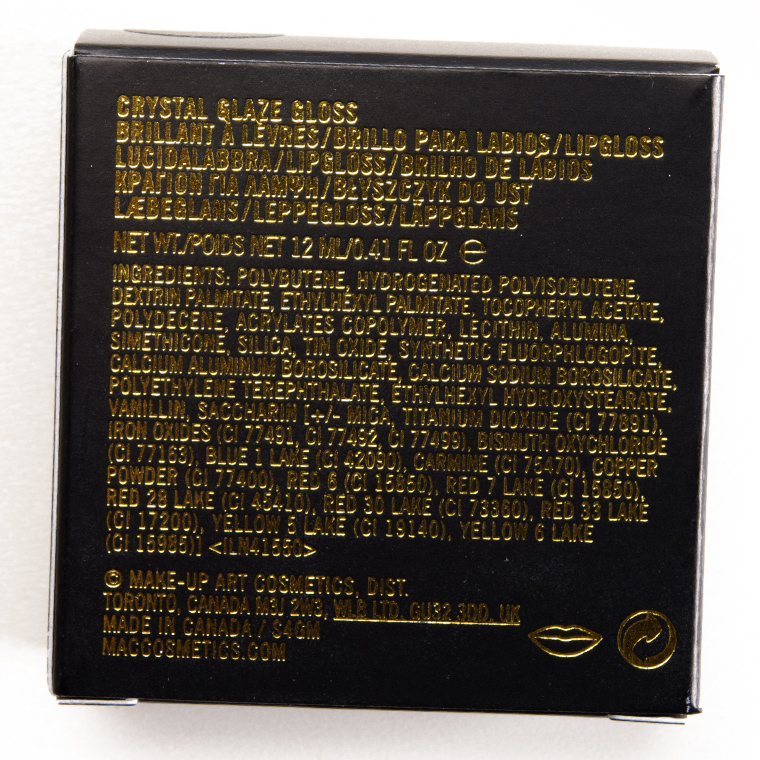 CRYSTAL GLAZE GLOSS
BRILLANT À LÈVRES/BRILLO PARA LABIOS/LIPGLOSS
LUCIDALABBRA/LIPGLOSS/BRILHO DE LÁBIOS
ΚΡΑΓΙΟΝ ΓΙΑ ΛΑΜΨΗ/BŁYSZCZYK DO UST
LÆBEGLANS/LEPPEGLOSS/LÄPPGLANS
NET WT./POIDS NET 12 ML/0.41 FL OZ ℮
INGREDIENTS: POLYBUTENE, HYDROGENATED POLYISOBUTENE,
DEXTRIN PALMITATE, ETHYLHEXYL PALMITATE, TOCOPHERYL ACETATE,
POLYDECENE, ACRYLATES COPOLYMER, LECITHIN, ALUMINA,
SIMETHICONE, SILICA, TIN OXIDE, SYNTHETIC FLUORPHLOGOPITE,
CALCIUM ALUMINUM BOROSILICATE, CALCIUM SODIUM BOROSILICATE,
POLYETHYLENE TEREPHTHALATE, ETHYLHEXYL HYDROXYSTEARATE,
VANILLIN, SACCHARIN [+/- MICA, TITANIUM DIOXIDE (CI 77891),
IRON OXIDES (CI 77491, CI 77492, CI 77499), BISMUTH OXYCHLORIDE
(CI 77163), BLUE 1 LAKE (CI 42090), CARMINE (CI 75470), COPPER
POWDER (CI 77400), RED 6 (CI 15850), RED 7 LAKE (CI 15850),
RED 28 LAKE (CI 45410), RED 30 LAKE (CI 73360), RED 33 LAKE
(CI 17200), YELLOW 5 LAKE (CI 19140), YELLOW 6 LAKE
(CI 15985)] <ILN41550>
© MAKE-UP ART COSMETICS, DIST.
TORONTO, CANADA M3J 2W3, WLR LTD. GU32 3DD, UK
MADE IN CANADA / S4GM
MACCOSMETICS.COM